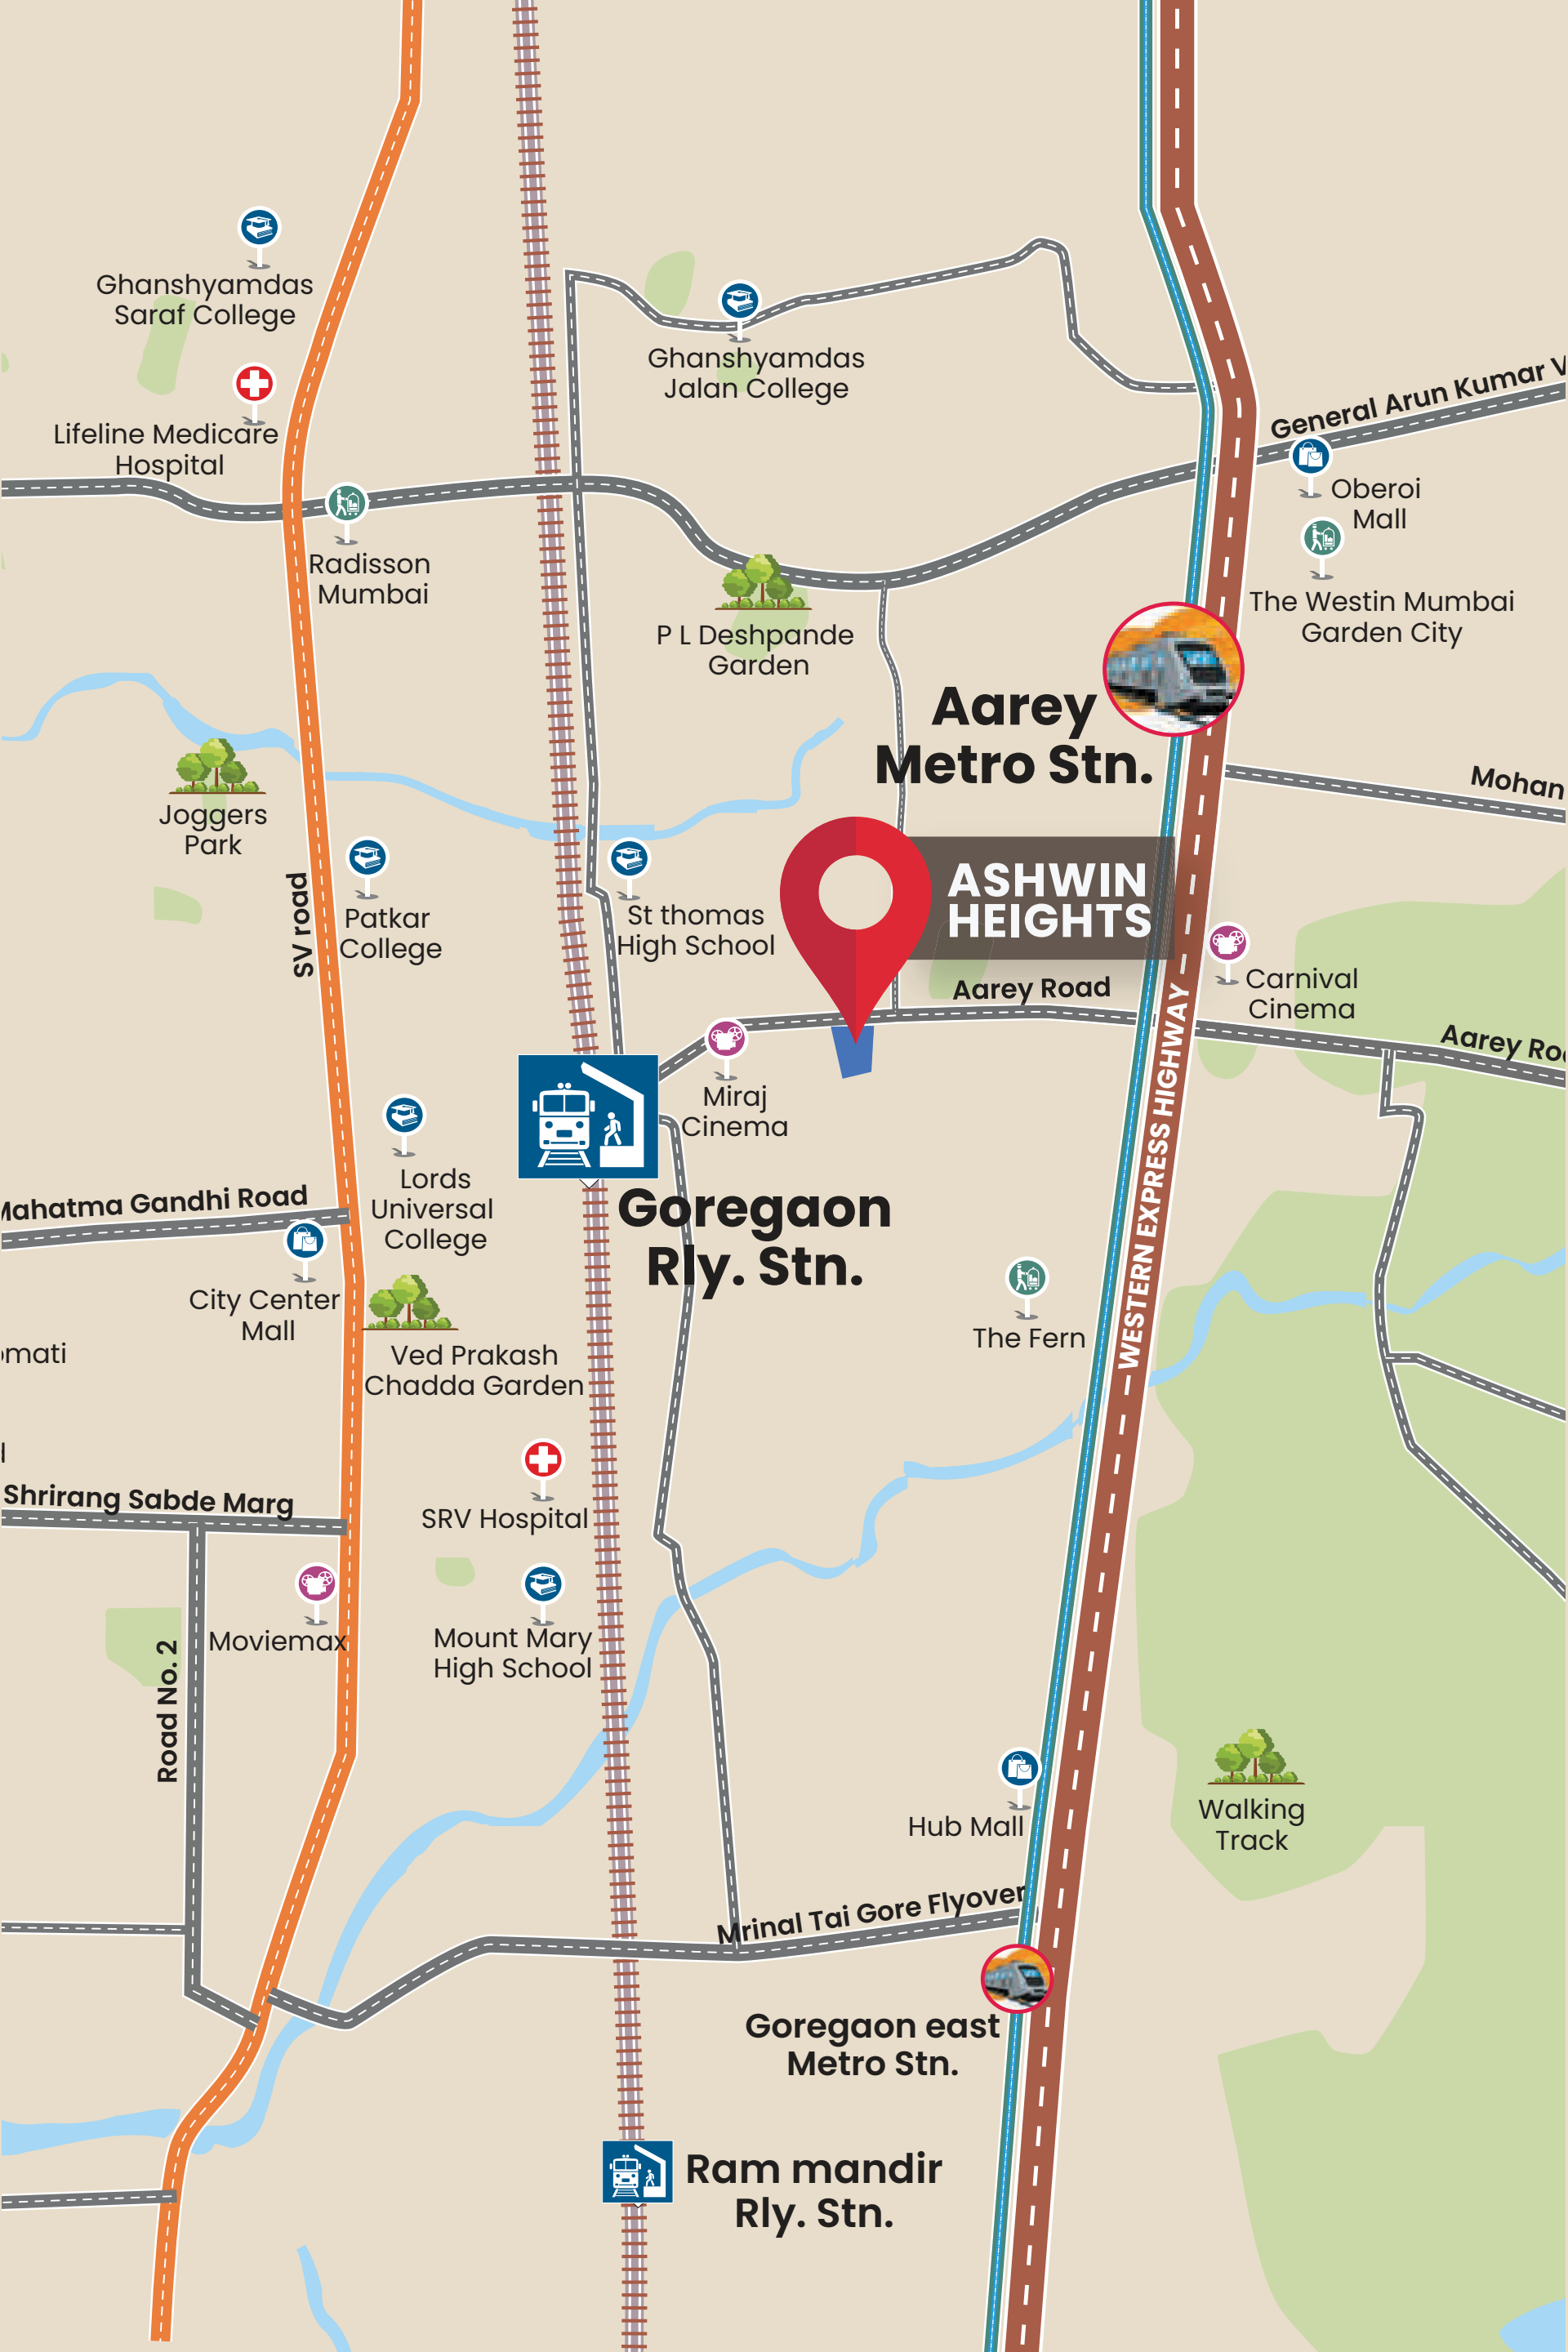 Ghanshyamdas
Saraf College
Ghanshyamdas
Jalan College
General Arun Kumar V
Lifeline Medicare
Hospital
Oberoi
Mall
Radisson
Mumbai
The Westin Mumbai
Garden City
P L Deshpande
Garden
Aarey
Metro Stn.
Mohan
Joggers
Park
SV road
Patkar
College
St thomas
High School
ASHWIN
HEIGHTS
Carnival
Cinema
Aarey Road
Aarey Ro
Miraj
Cinema
WESTERN EXPRESS HIGHWAY
Lords
Universal
College
Mahatma Gandhi Road
Goregaon
Rly. Stn.
City Center
Mall
The Fern
omati
Ved Prakash
Chadda Garden
Shrirang Sabde Marg
SRV Hospital
Moviemax
Mount Mary
High School
Road No. 2
Hub Mall
Walking
Track
Mrinal Tai Gore Flyover
Goregaon east
Metro Stn.
Ram mandir
Rly. Stn.